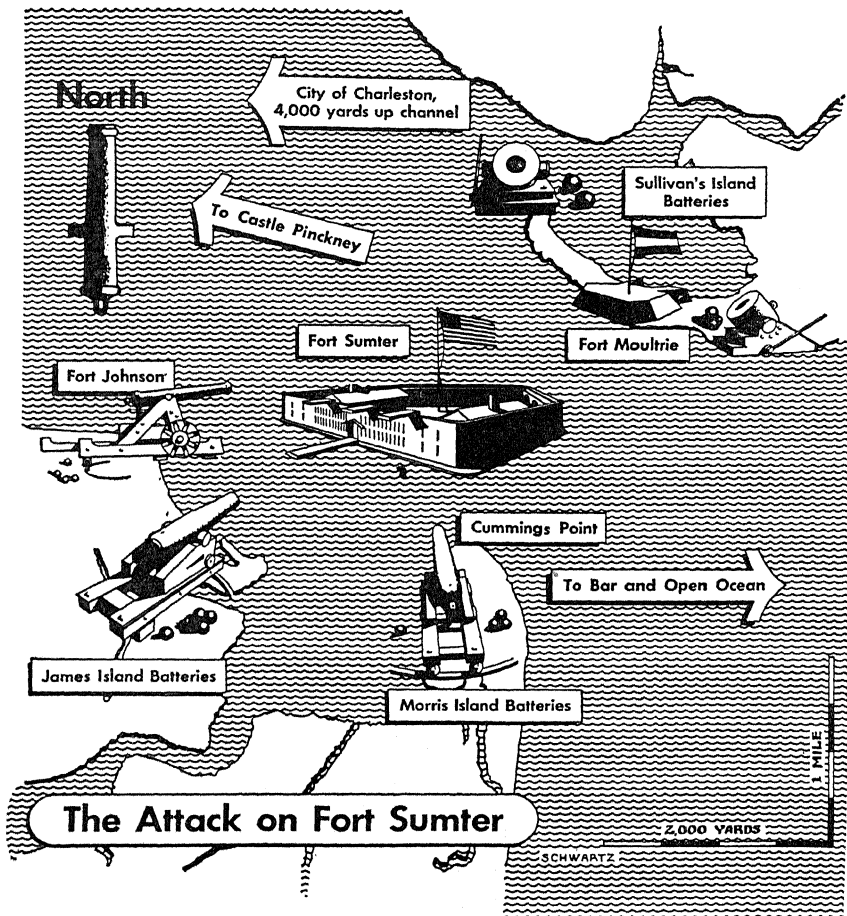 North
City of Charleston,
4,000 yards up channel
To Castle Pinckney
Sullivan's Island
Batteries
Fort Sumter
Fort Moultrie
Fort Johnson
Cummings Point
To Bar and Open Ocean
James Island Batteries
Morris Island Batteries
1 MILE
The Attack on Fort Sumter
2,000 YARDS
SCHWARTZ